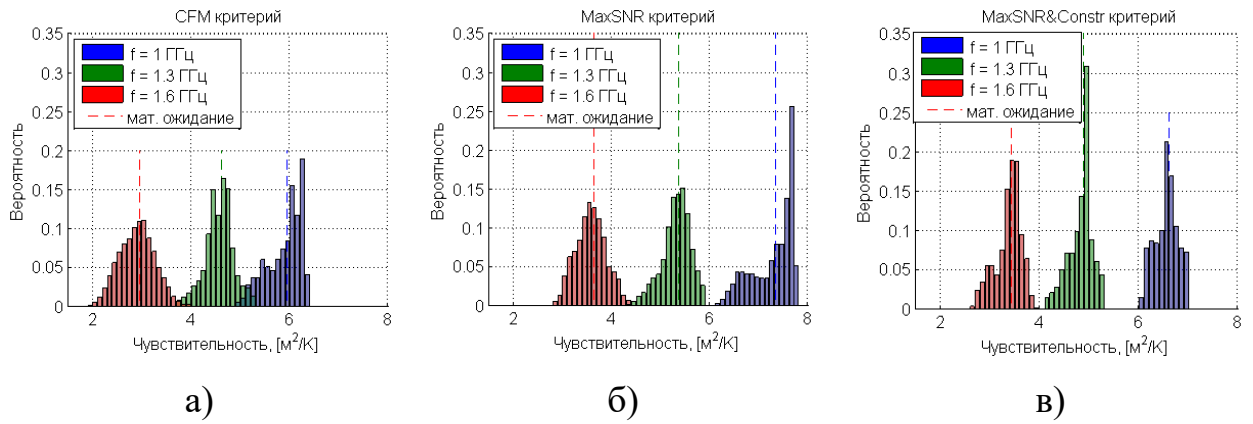 CFM критерий
0.35
0.3
0.25
0.2
0.15
0.1
0.05
0
f = 1 ГГц
f = 1.3 ГГц
f = 1.6 ГГц
мат. ожидание
Вероятность
2 4 6 8
Чувствительность, [м²/K]
а)
MaxSNR критерий
0.35
0.3
0.25
0.2
0.15
0.1
0.05
0
f = 1 ГГц
f = 1.3 ГГц
f = 1.6 ГГц
мат. ожидание
Вероятность
2 4 6 8
Чувствительность, [м²/K]
б)
MaxSNR&Constr критерий
0.35
0.3
0.25
0.2
0.15
0.1
0.05
0
f = 1 ГГц
f = 1.3 ГГц
f = 1.6 ГГц
мат. ожидание
Вероятность
2 4 6 8
Чувствительность, [м²/K]
в)